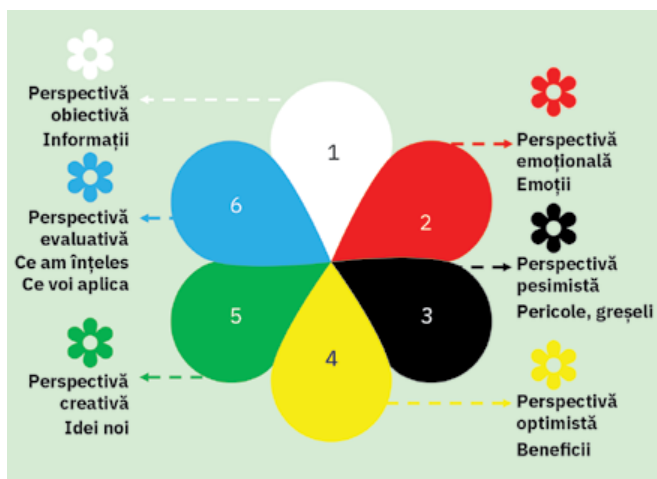 Perspectivă
obiectivă
Informații
1
Perspectivă
emoțională
Emoții
2
Perspectivă
pesimistă
Pericole, greșeli
3
Perspectivă
optimistă
Beneficii
4
Perspectivă
creativă
Idei noi
5
Perspectivă
evaluativă
Ce am înțeles
Ce voi aplica
6